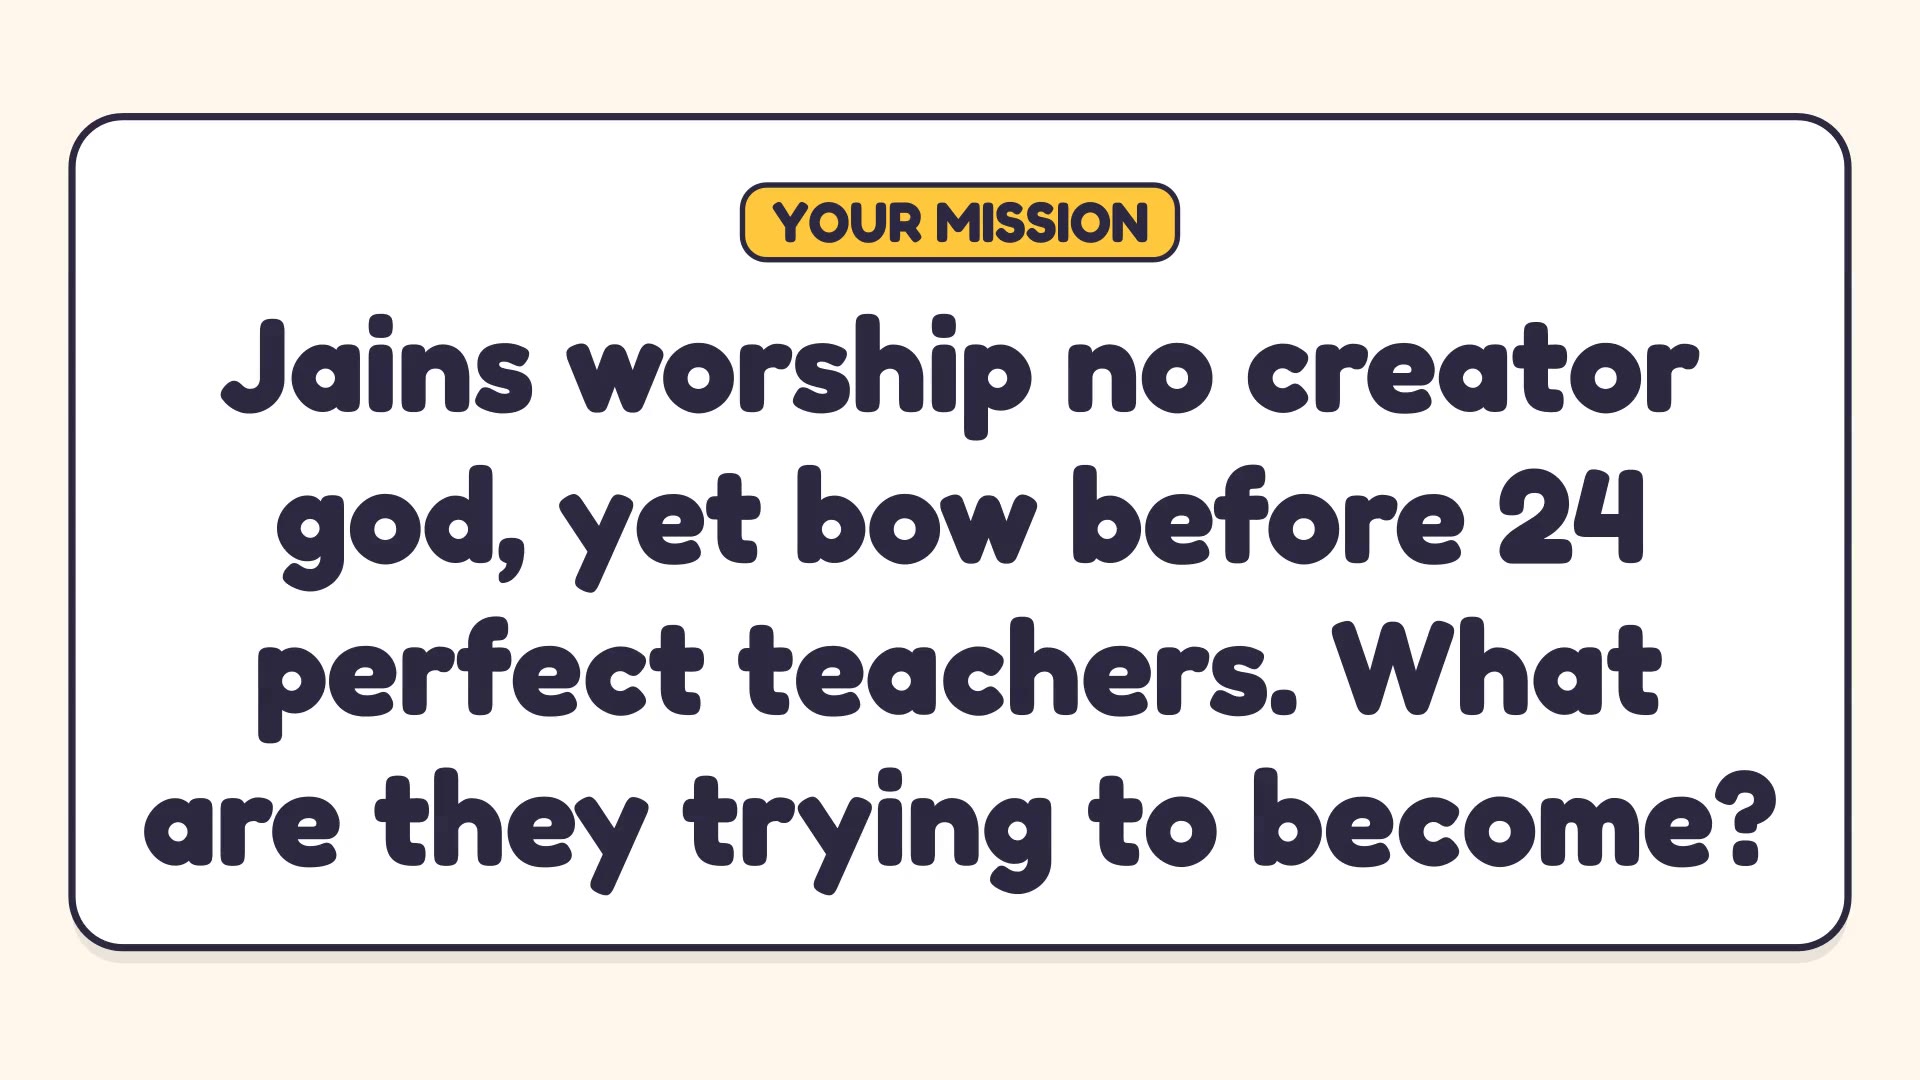 YOUR MISSION
Jains worship no creator
god, yet bow before 24
perfect teachers. What
are they trying to become?